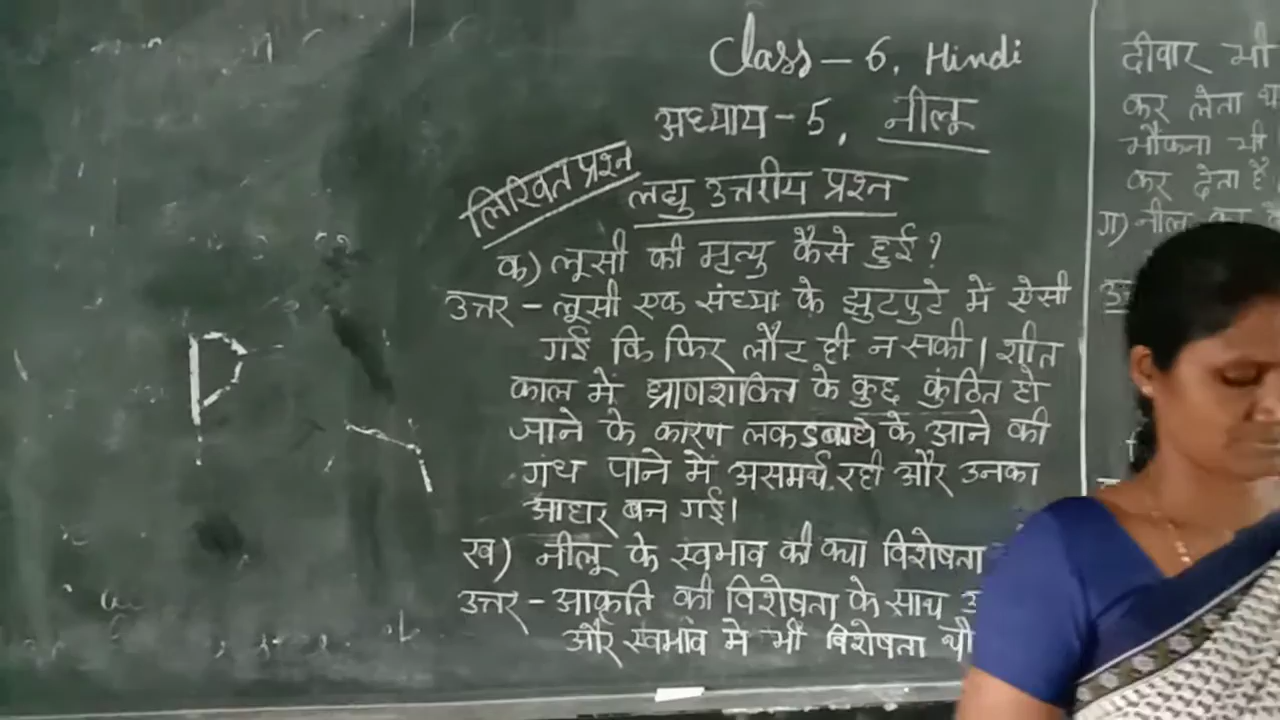 Class – 6. Hindi
अध्याय – 5, नीलू
लिखित प्रश्न
लघु उत्तरीय प्रश्न
क) लूसी की मृत्यु कैसे हुई?
उत्तर – लूसी एक संध्या के झुटपुटे में ऐसी
गई कि फिर लौट ही न सकी। शीत
काल में घ्राणशक्ति के कुछ कुंठित हो
जाने के कारण लकडबग्घे के आने की
गंध पाने में असमर्थ रही और उनका
आहार बन गई।
ख) नीलू के स्वभाव की क्या विशेषता
उत्तर – आकृति की विशेषता के साथ
और स्वभाव मे भी विशेषता थी
दीवार भी
कर लेता
भौंकना भी
कर देता है
ग) नीलू का
P